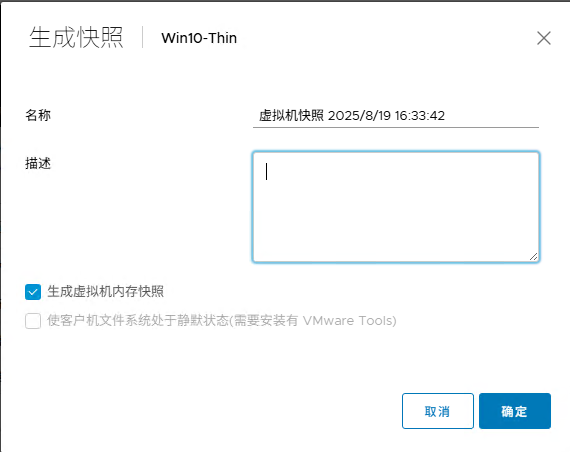 生成快照 Win10-Thin
名称 虚拟机快照 2025/8/19 16:33:42
描述
生成虚拟机内存快照
使客户机文件系统处于静默状态(需要安装有 VMware Tools)
取消 确定